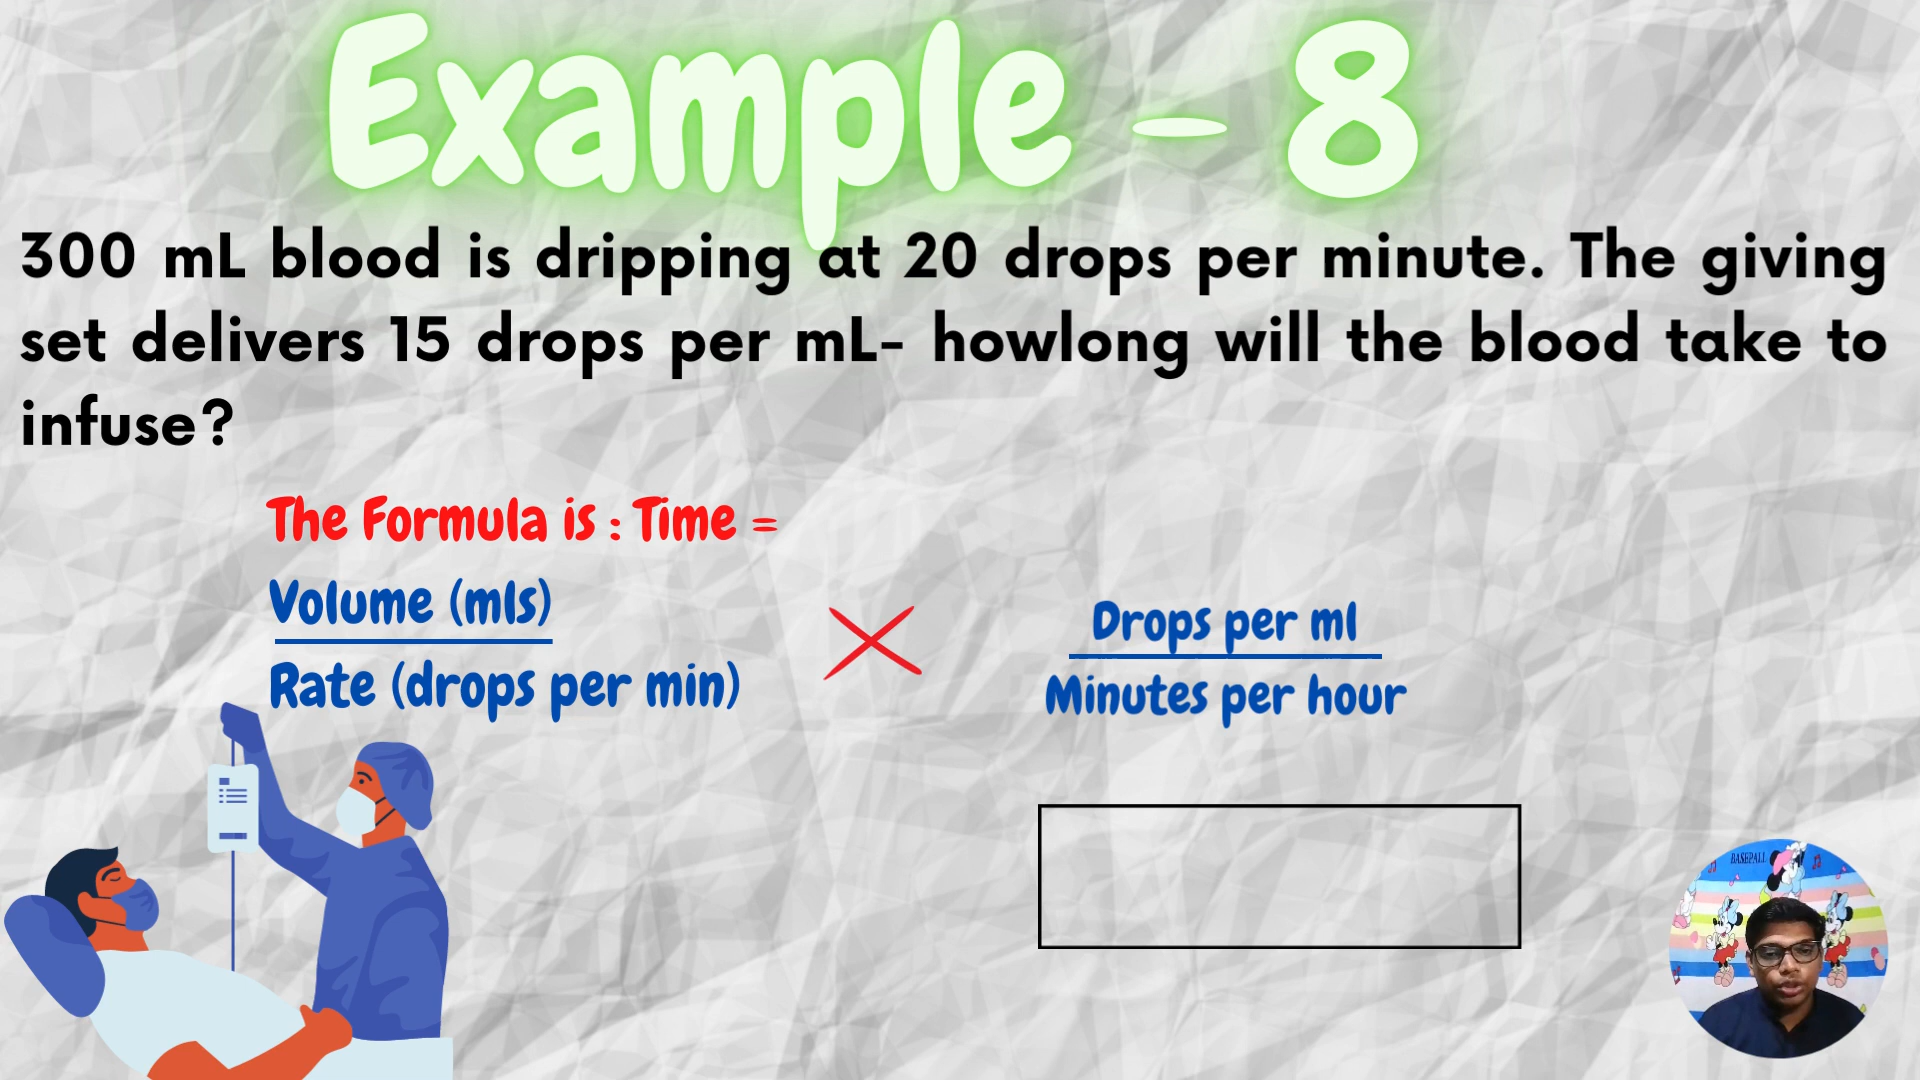 Example - 8
300 mL blood is dripping at 20 drops per minute. The giving
set delivers 15 drops per mL- howlong will the blood take to
infuse?
The Formula is : Time =
Volume (mls)
Rate (drops per min)
Drops per ml
Minutes per hour
BASEPALL